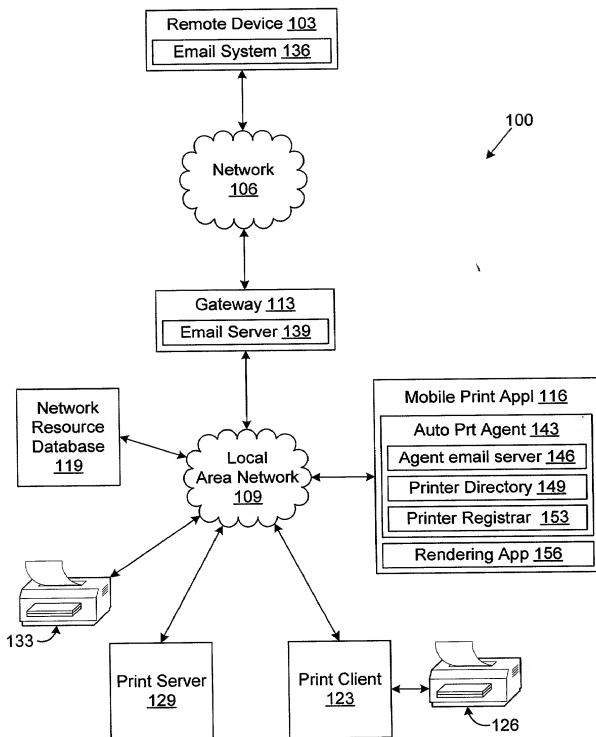 Remote Device 103
Email System 136
100
Network
106
Gateway 113
Email Server 139
Network
Resource
Database
119
Local
Area Network
109
Mobile Print Appl 116
Auto Prt Agent 143
Agent email server 146
Printer Directory 149
Printer Registrar 153
Rendering App 156
133
Print Server
129
Print Client
123
126